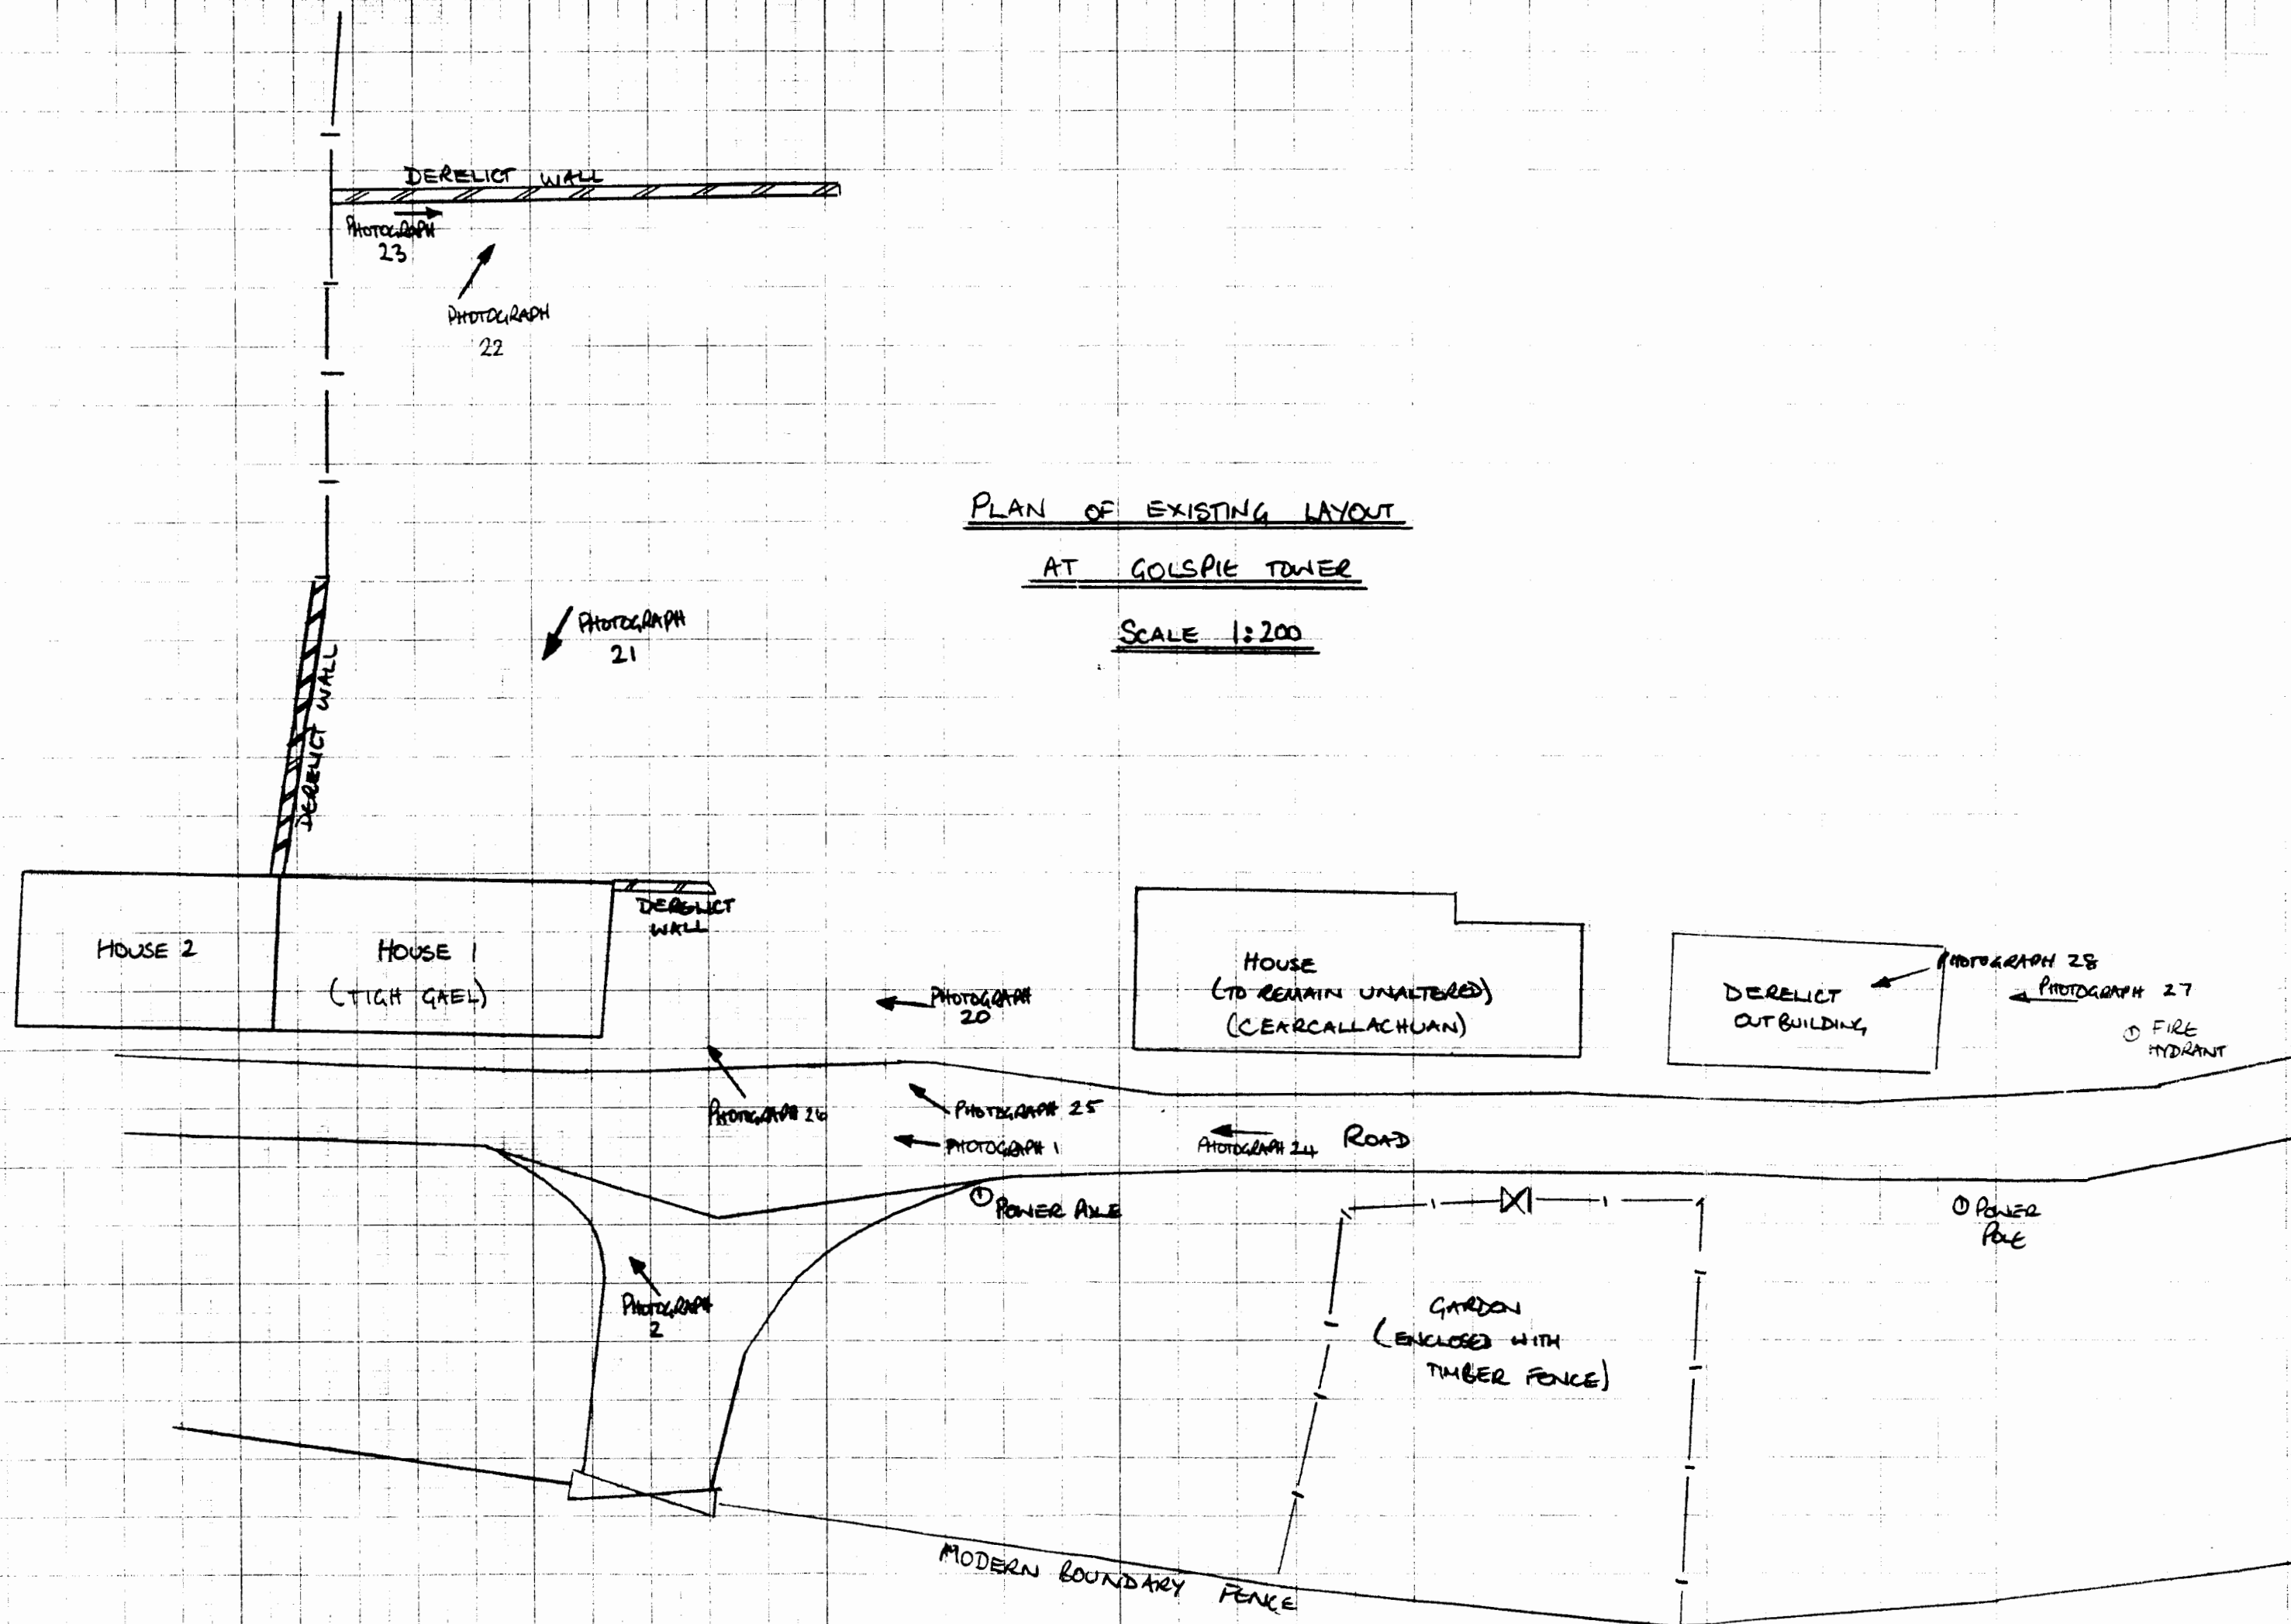 DERELICT WALL
PHOTOGRAPH
23
PHOTOGRAPH
22
PLAN OF EXISTING LAYOUT
AT GOLSPIE TOWER
SCALE 1:200
PHOTOGRAPH
21
DERELICT WALL
DERELICT
WALL
HOUSE 2
HOUSE 1
(TIGH GAEL)
PHOTOGRAPH
20
HOUSE
(TO REMAIN UNALTERED)
(CEARCALLACHUAN)
DERELICT
OUTBUILDING
PHOTOGRAPH 28
PHOTOGRAPH 27
FIRE
HYDRANT
PHOTOGRAPH 26
PHOTOGRAPH 25
PHOTOGRAPH 1
PHOTOGRAPH 24
ROAD
POWER POLE
POWER
POLE
PHOTOGRAPH
2
GARDEN
(ENCLOSED WITH
TIMBER FENCE)
MODERN BOUNDARY FENCE